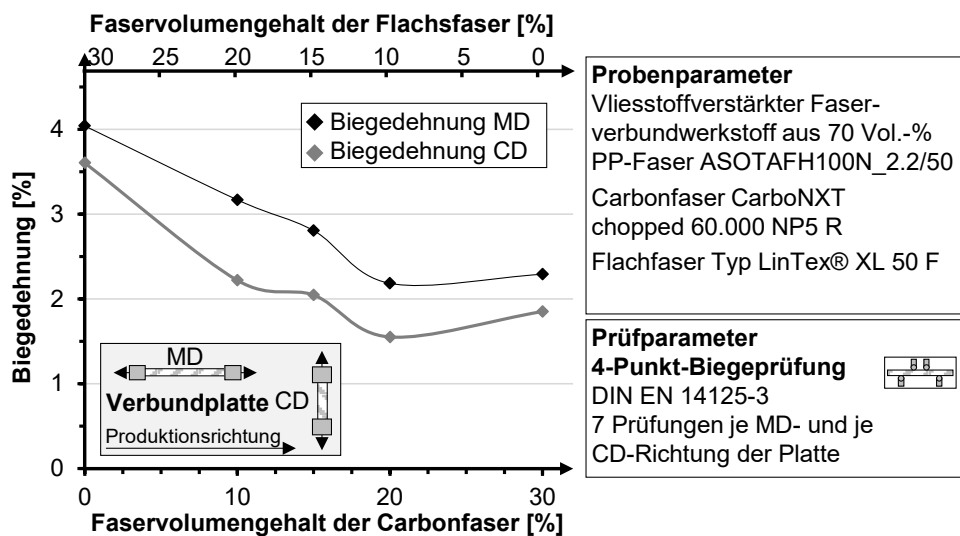 Faservolumengehalt der Flachsfaser [%]
30 25 20 15 10 5 0
Biegedehnung [%]
4
3
2
1
0
Biegedehnung MD
Biegedehnung CD
MD
Verbundplatte CD
Produktionsrichtung
0 10 20 30
Faservolumengehalt der Carbonfaser [%]
Probenparameter
Vliesstoffverstärkter Faser-
verbundwerkstoff aus 70 Vol.-%
PP-Faser ASOTAFH100N_2.2/50
Carbonfaser CarboNXT
chopped 60.000 NP5 R
Flachfaser Typ LinTex® XL 50 F
Prüfparameter
4-Punkt-Biegeprüfung
DIN EN 14125-3
7 Prüfungen je MD- und je
CD-Richtung der Platte